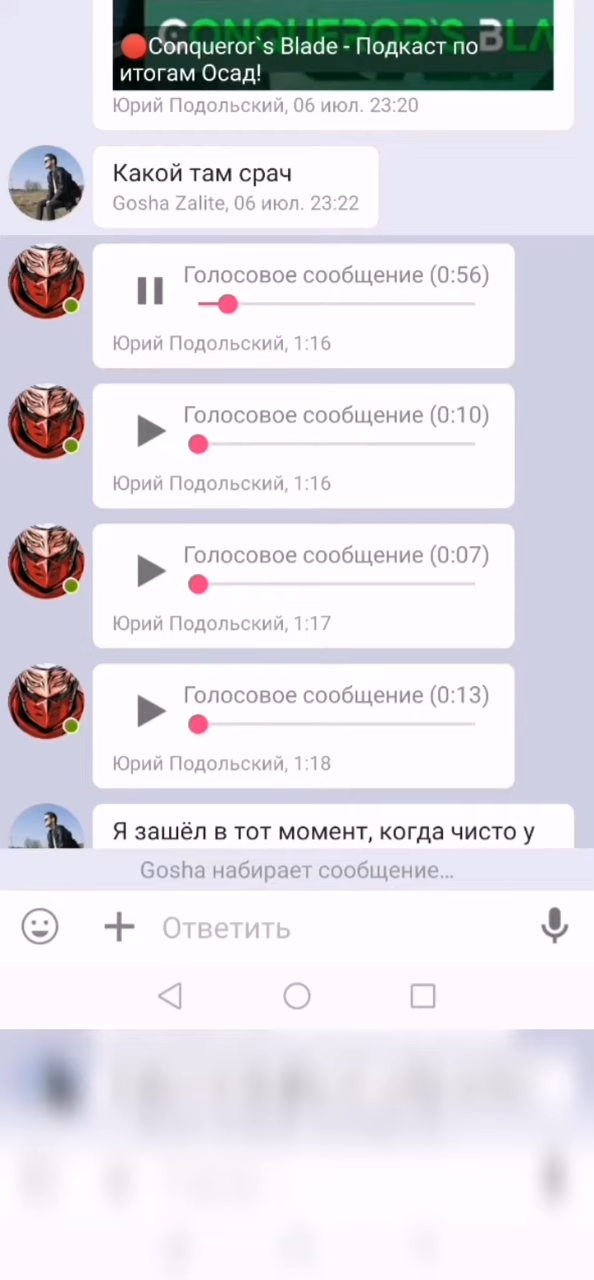 CONQUEROR'S BLA
🔴Conqueror`s Blade - Подкаст по
итогам Осад!
Юрий Подольский, 06 июл. 23:20
Какой там срач
Gosha Zalite, 06 июл. 23:22
Голосовое сообщение (0:56)
Юрий Подольский, 1:16
Голосовое сообщение (0:10)
Юрий Подольский, 1:16
Голосовое сообщение (0:07)
Юрий Подольский, 1:17
Голосовое сообщение (0:13)
Юрий Подольский, 1:18
Я зашёл в тот момент, когда чисто у
Gosha набирает сообщение...
Ответить